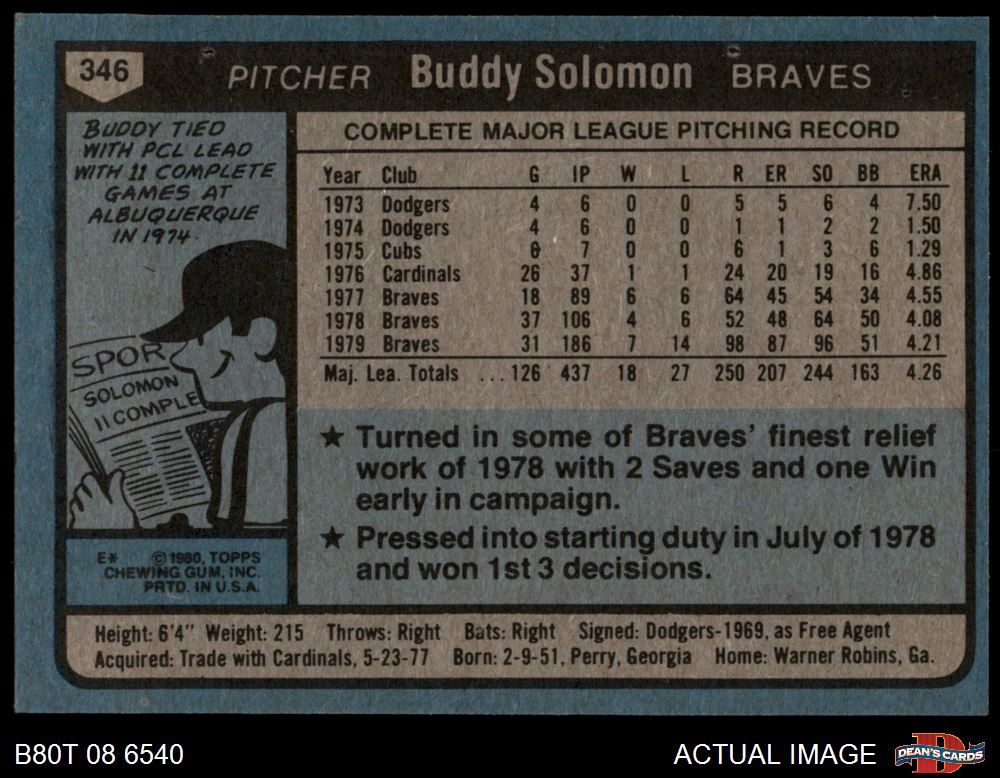 346 PITCHER Buddy Solomon BRAVES
BUDDY TIED
WITH PCL LEAD
WITH 11 COMPLETE
GAMES AT
ALBUQUERQUE
IN 1974.
SPOR
SOLOMON
11 COMPLE
E* © 1980, TOPPS
CHEWING GUM, INC.
PRTD. IN U.S.A.
COMPLETE MAJOR LEAGUE PITCHING RECORD
Year Club G IP W L R ER SO BB ERA
1973 Dodgers 4 6 0 0 5 5 6 4 7.50
1974 Dodgers 4 6 0 0 1 1 2 2 1.50
1975 Cubs 6 7 0 0 6 1 3 6 1.29
1976 Cardinals 26 37 1 1 24 20 19 16 4.86
1977 Braves 18 89 6 6 64 45 54 34 4.55
1978 Braves 37 106 4 6 52 48 64 50 4.08
1979 Braves 31 186 7 14 98 87 96 51 4.21
Maj. Lea. Totals ... 126 437 18 27 250 207 244 163 4.26
★ Turned in some of Braves' finest relief
work of 1978 with 2 Saves and one Win
early in campaign.
★ Pressed into starting duty in July of 1978
and won 1st 3 decisions.
Height: 6'4" Weight: 215 Throws: Right Bats: Right Signed: Dodgers-1969, as Free Agent
Acquired: Trade with Cardinals, 5-23-77 Born: 2-9-51, Perry, Georgia Home: Warner Robins, Ga.
B80T 08 6540 ACTUAL IMAGE DEAN'S CARDS